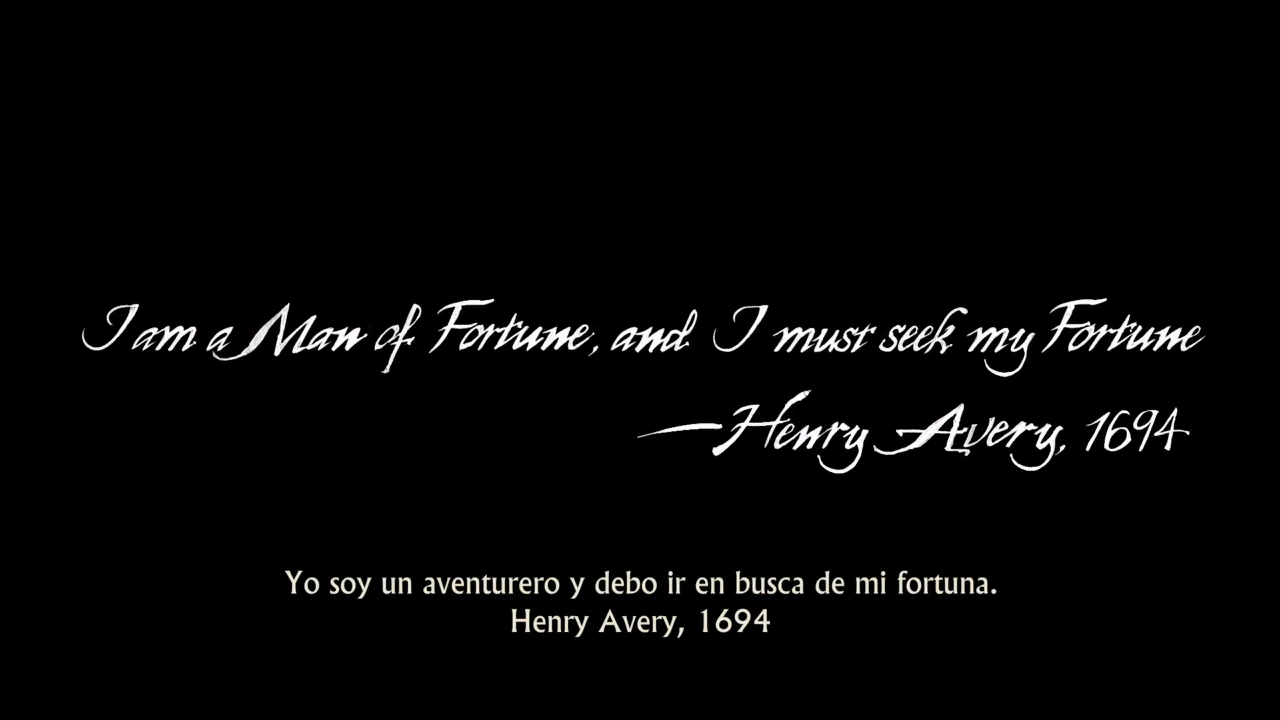 I am a Man of Fortune, and I must seek my Fortune
—Henry Avery, 1694
Yo soy un aventurero y debo ir en busca de mi fortuna.
Henry Avery, 1694